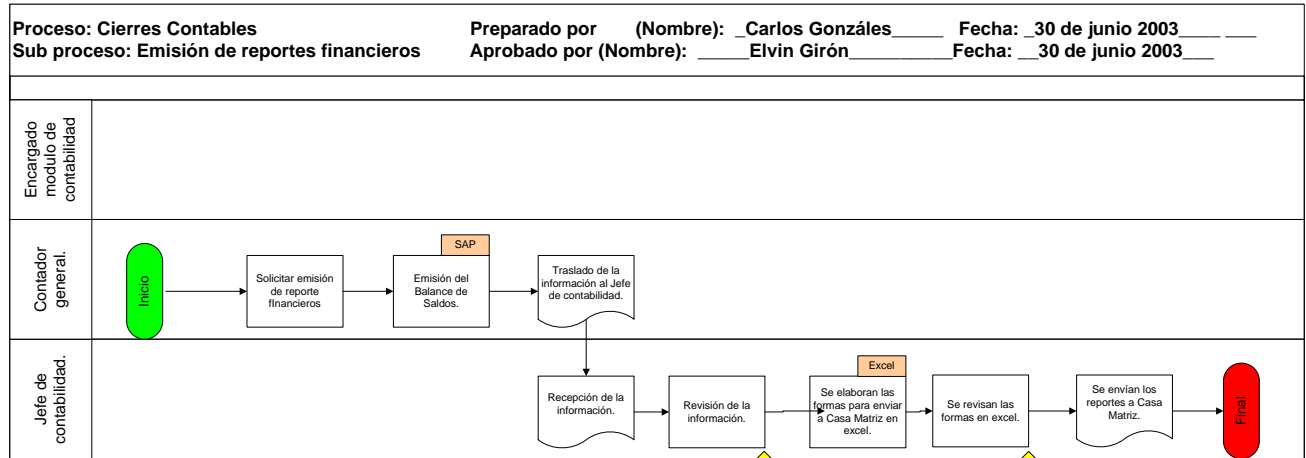 Proceso: Cierres Contables Preparado por (Nombre): _Carlos Gonzáles_____ Fecha: _30 de junio 2003____ ___
Sub proceso: Emisión de reportes financieros Aprobado por (Nombre): _____Elvin Girón__________Fecha: __30 de junio 2003___
Encargado
modulo de
contabilidad
Contador
general.
Inicio
Solicitar emisión
de reporte
fInancieros
SAP
Emisión del
Balance de
Saldos.
Traslado de la
información al Jefe
de contabilidad.
Jefe de
contabilidad.
Recepción de la
información.
Revisión de la
información.
Excel
Se elaboran las
formas para enviar
a Casa Matriz en
excel.
Se revisan las
formas en excel.
Se envían los
reportes a Casa
Matriz.
Final